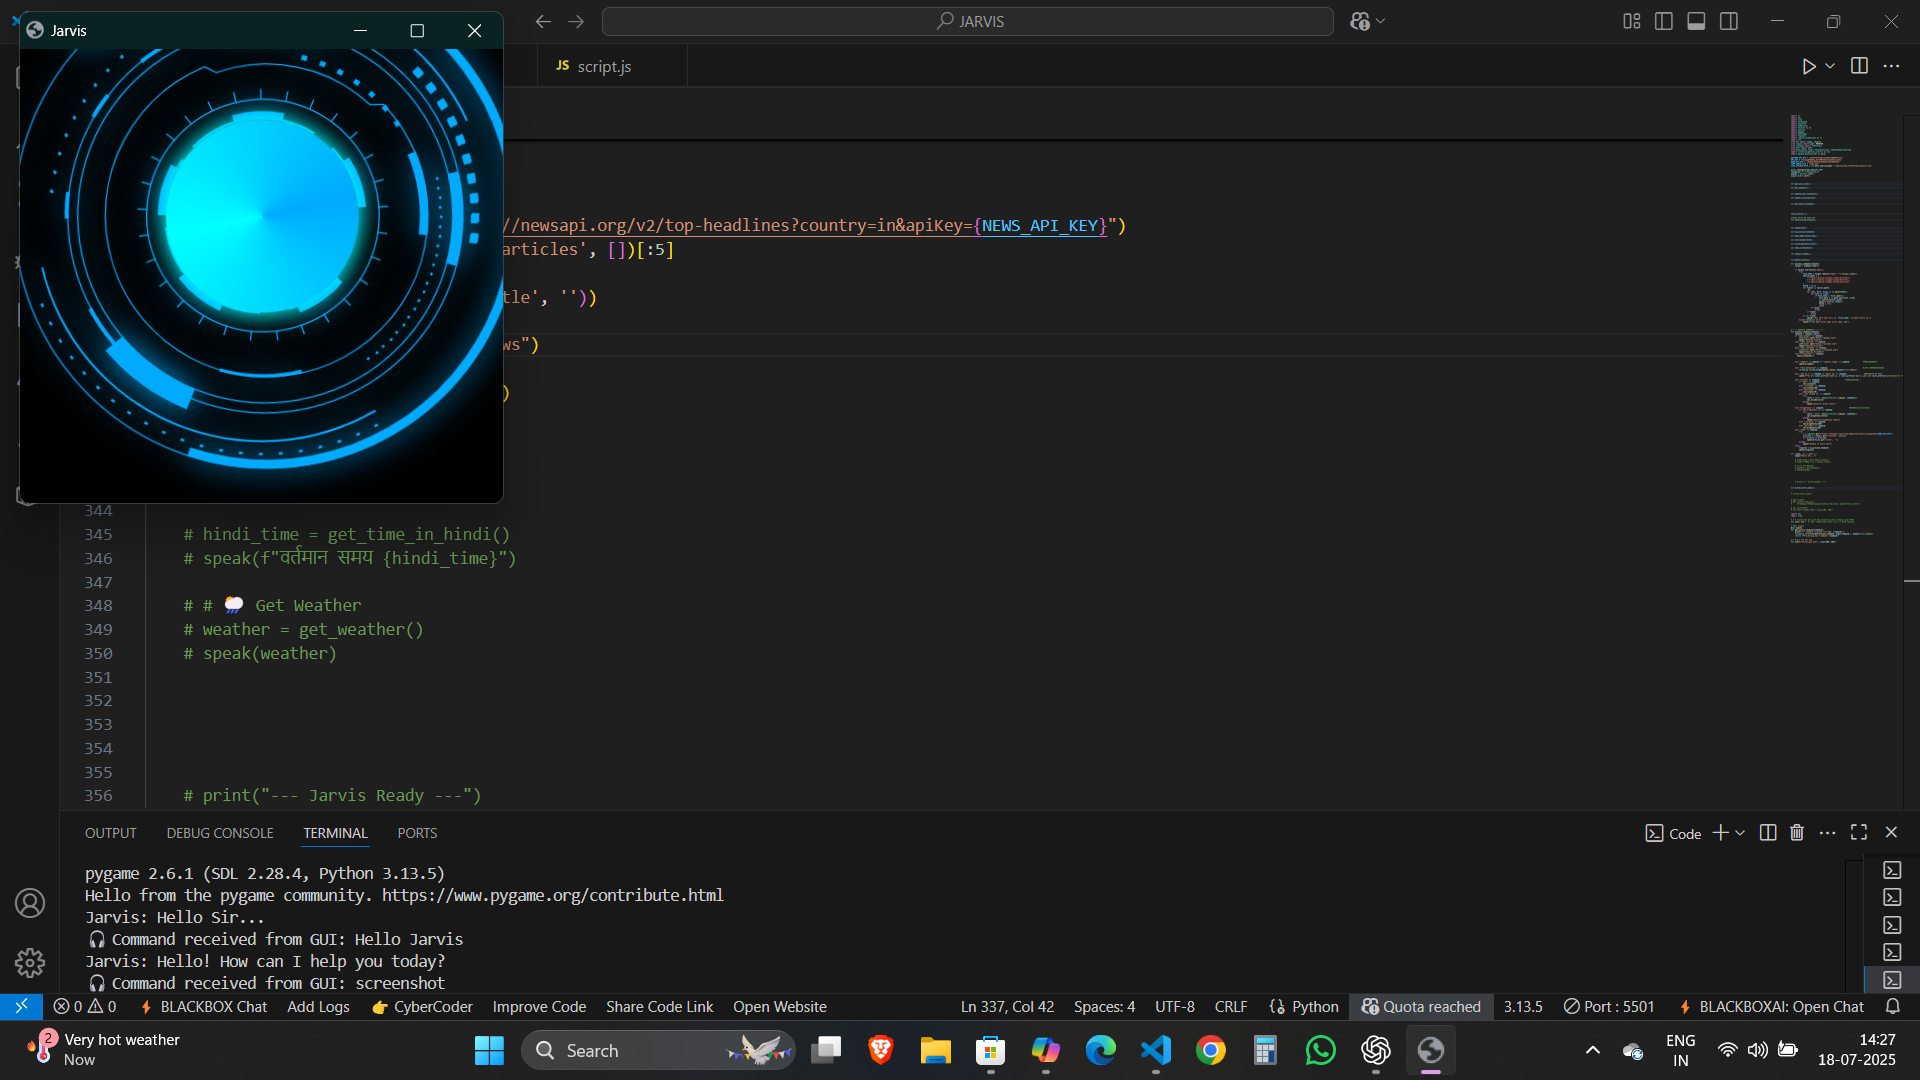 Jarvis
JARVIS
JS script.js
//newsapi.org/v2/top-headlines?country=in&apiKey={NEWS_API_KEY}")
articles', [])[:5]
tle', ''))
ws")
)
344
345 # hindi_time = get_time_in_hindi()
346 # speak(f"वर्तमान समय {hindi_time}")
347
348 # # 🌧️ Get Weather
349 # weather = get_weather()
350 # speak(weather)
351
352
353
354
355
356 # print("--- Jarvis Ready ---")
OUTPUT DEBUG CONSOLE TERMINAL PORTS
Code
pygame 2.6.1 (SDL 2.28.4, Python 3.13.5)
Hello from the pygame community. https://www.pygame.org/contribute.html
Jarvis: Hello Sir...
🎧 Command received from GUI: Hello Jarvis
Jarvis: Hello! How can I help you today?
🎧 Command received from GUI: screenshot
0 0 BLACKBOX Chat Add Logs 👉 CyberCoder Improve Code Share Code Link Open Website Ln 337, Col 42 Spaces: 4 UTF-8 CRLF Python Quota reached 3.13.5 Port : 5501 BLACKBOXAI: Open Chat
2 Very hot weather
Now
Search
ENG
IN
14:27
18-07-2025